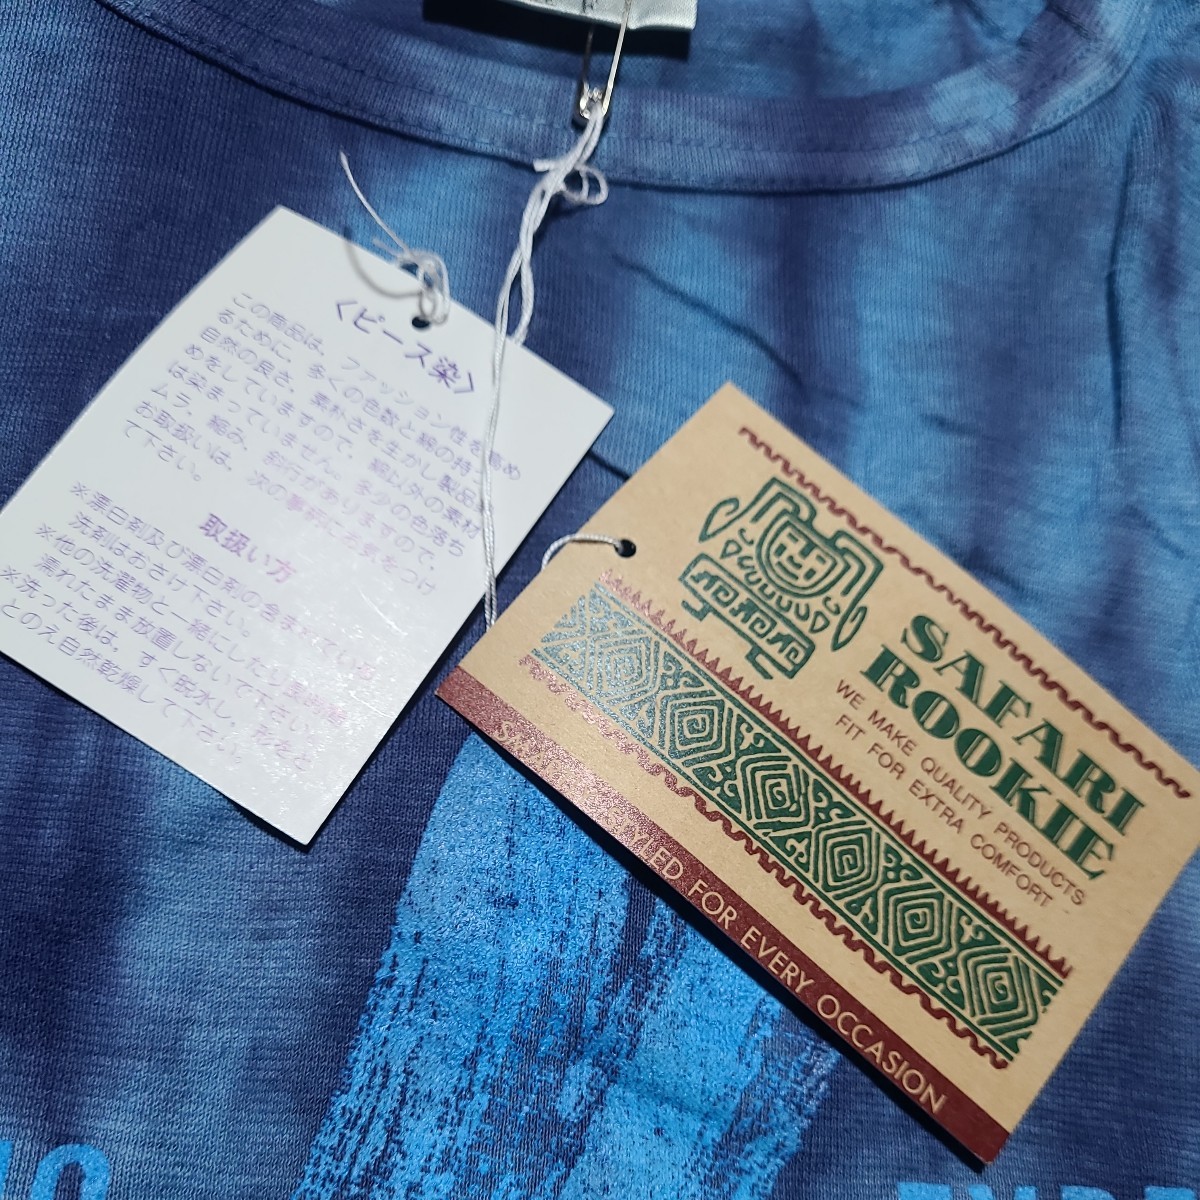 〈ピース染〉
この商品は、ファッション性を高め
るために、多くの色数と綿の持つ
自然の良さ、素朴さを生かし製品染
めをしていますので、綿以外の素材
は染まっていません。多少の色落ち
ムラ、縮み、斜行がありますので、
お取扱いは、次の事柄にお気をつけ
て下さい。
取扱い方
※漂白剤及び漂白剤の含まれている
洗剤はおさけ下さい。
※他の洗濯物と一緒にしたり
濡れたまま放置しないで下さい。
※洗った後は、すぐ脱水し、形をと
とのえ自然乾燥して下さい。
SAFARI
ROOKIE
WE MAKE QUALITY PRODUCTS
FIT FOR EXTRA COMFORT
STYLED FOR EVERY OCCASION